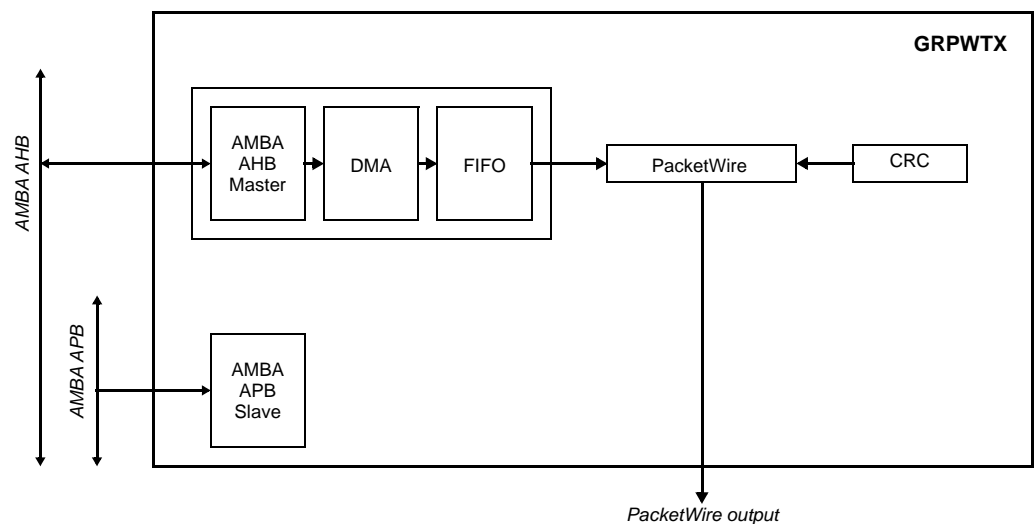 GRPWTX
AMBA AHB
AMBA
AHB
Master
DMA
FIFO
PacketWire
CRC
AMBA APB
AMBA
APB
Slave
PacketWire output